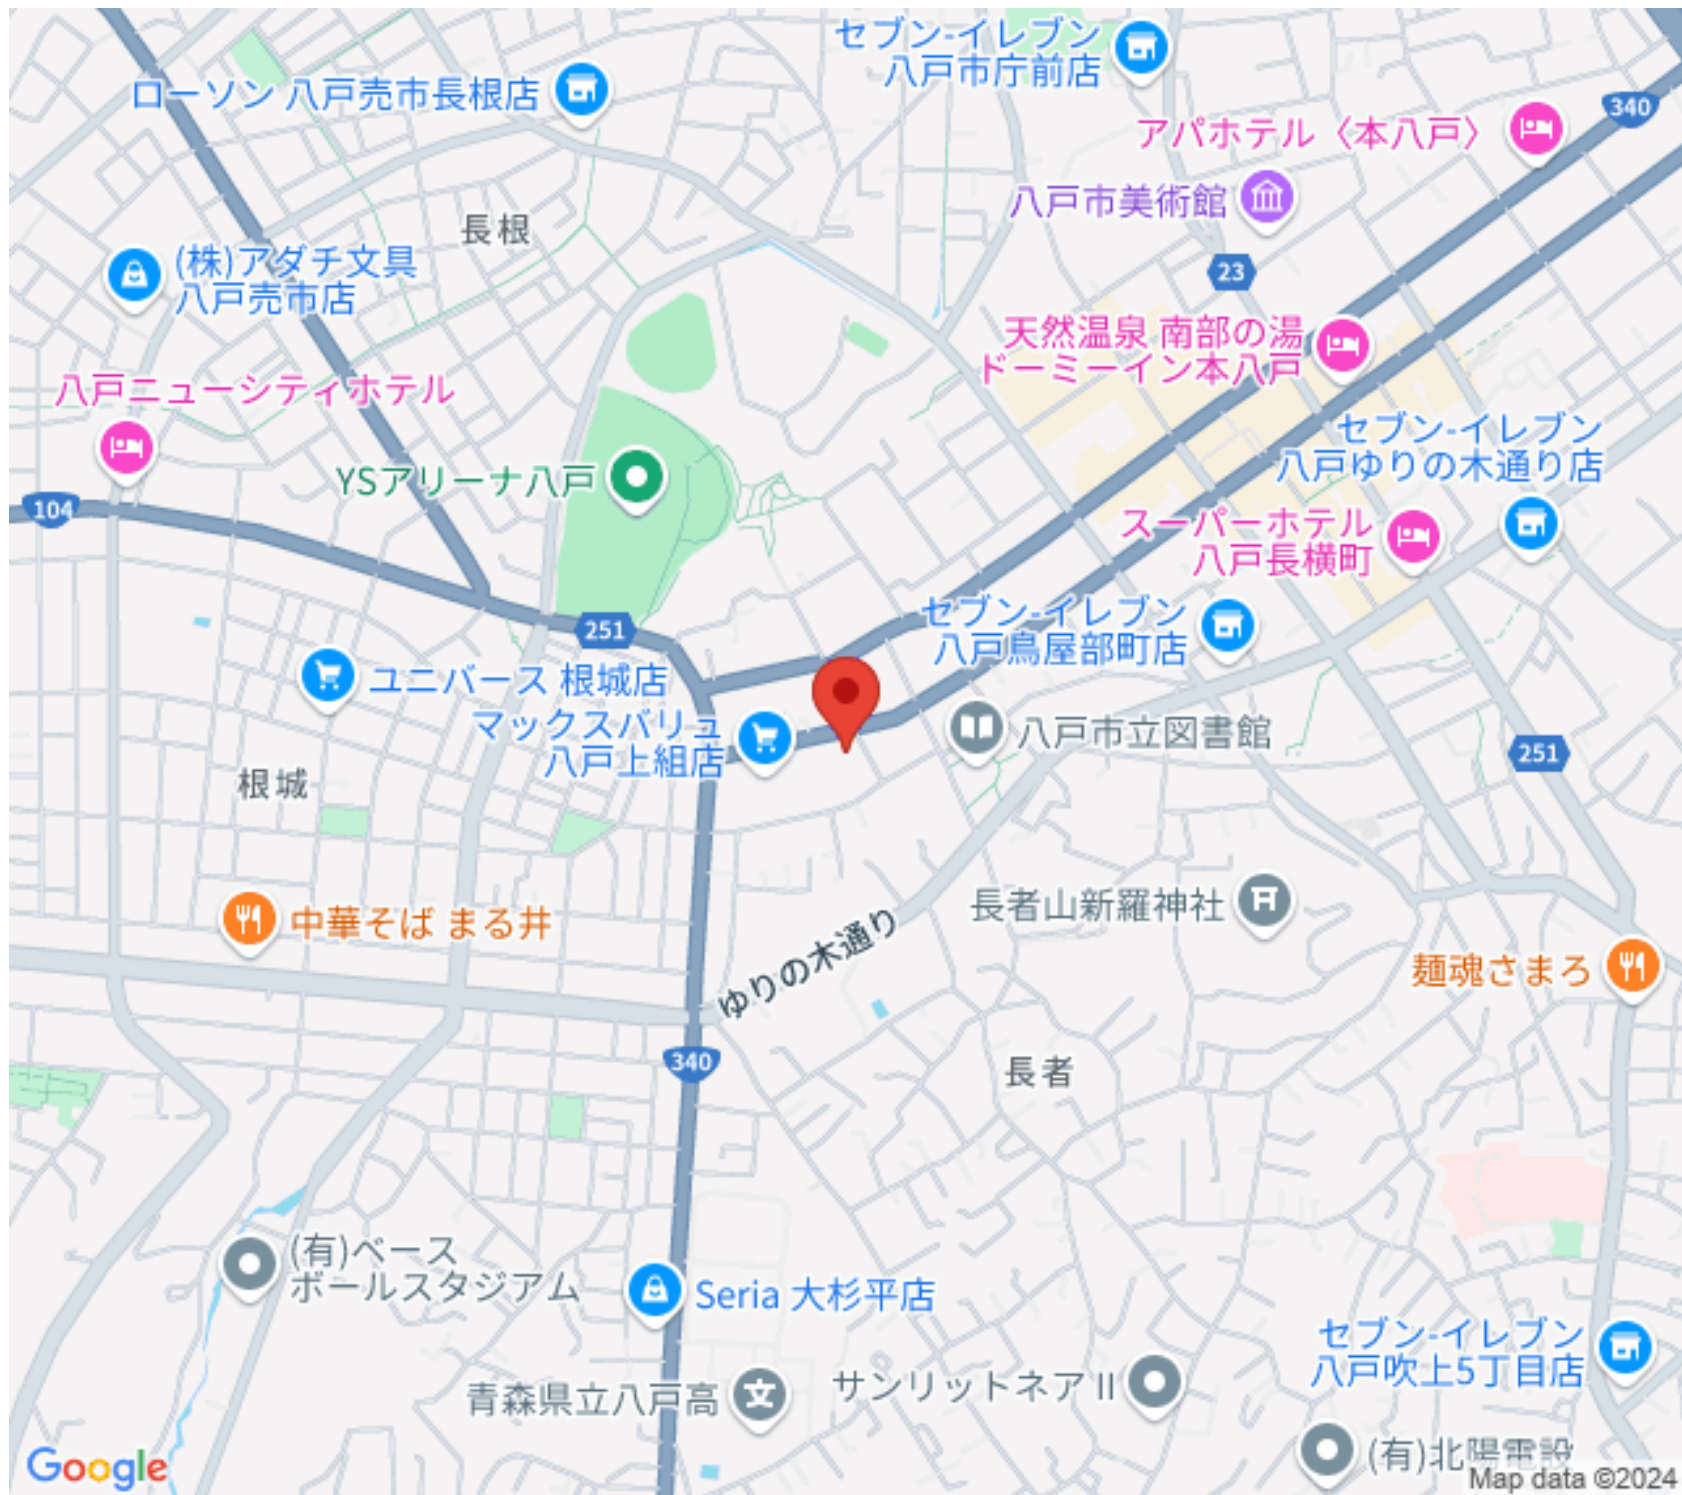 セブン-イレブン
八戸市庁前店
ローソン 八戸売市長根店
340
アパホテル〈本八戸〉
八戸市美術館
長根
(株)アダチ文具
八戸売市店
23
天然温泉 南部の湯
ドーミーイン本八戸
八戸ニューシティホテル
セブン-イレブン
八戸ゆりの木通り店
YSアリーナ八戸
104
スーパーホテル
八戸長横町
セブン-イレブン
八戸鳥屋部町店
251
ユニバース 根城店
マックスバリュ
八戸上組店
八戸市立図書館
251
根城
長者山新羅神社
中華そば まる井
ゆりの木通り
麺魂さまろ
340
長者
(有)ベース
ボールスタジアム
Seria 大杉平店
セブン-イレブン
八戸吹上5丁目店
青森県立八戸高
サンリットネア II
(有)北陽電設
Google
Map data ©2024